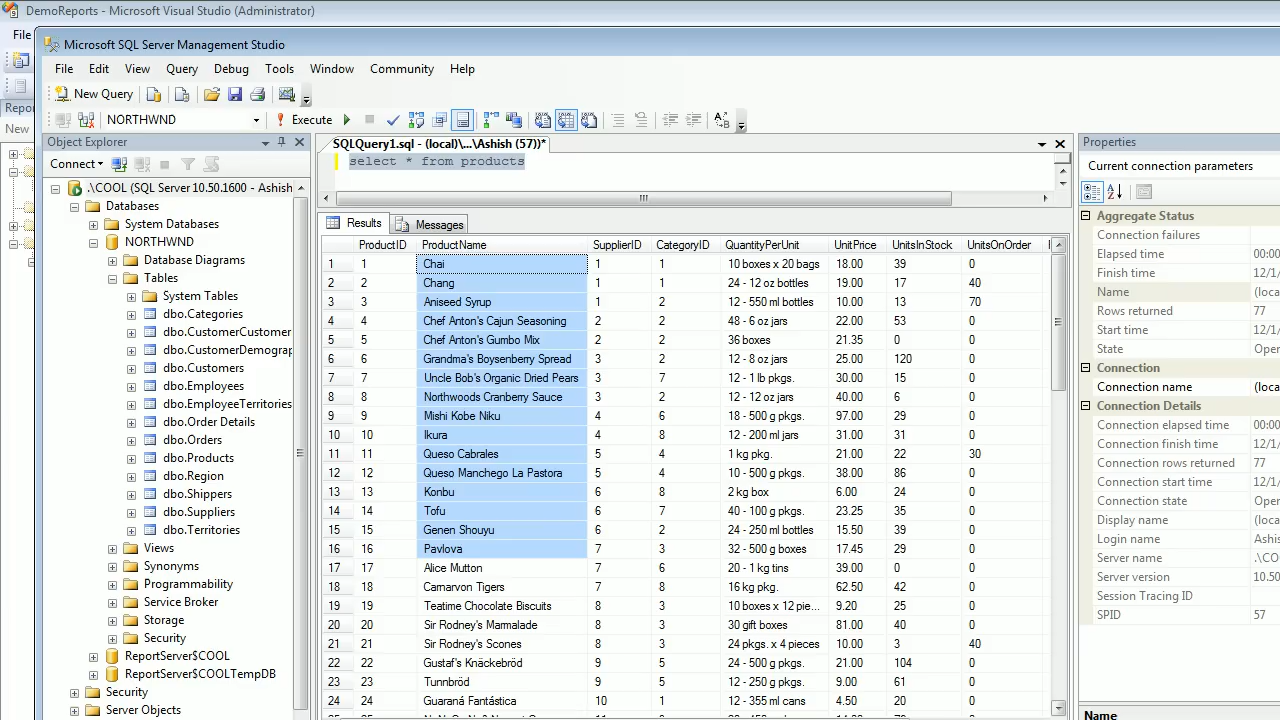 DemoReports - Microsoft Visual Studio (Administrator)
File
Microsoft SQL Server Management Studio
File Edit View Query Debug Tools Window Community Help
New Query
Repor
NORTHWND Execute
New
Object Explorer
Connect
.\COOL (SQL Server 10.50.1600 - Ashish
Databases
System Databases
NORTHWND
Database Diagrams
Tables
System Tables
dbo.Categories
dbo.CustomerCustomer
dbo.CustomerDemograp
dbo.Customers
dbo.Employees
dbo.EmployeeTerritories
dbo.Order Details
dbo.Orders
dbo.Products
dbo.Region
dbo.Shippers
dbo.Suppliers
dbo.Territories
Views
Synonyms
Programmability
Service Broker
Storage
Security
ReportServer$COOL
ReportServer$COOLTempDB
Security
Server Objects
SQLQuery1.sql - (local)\...\Ashish (57))*
select * from products
Results Messages
ProductID ProductName SupplierID CategoryID QuantityPerUnit UnitPrice UnitsInStock UnitsOnOrder
1 1 Chai 1 1 10 boxes x 20 bags 18.00 39 0
2 2 Chang 1 1 24 - 12 oz bottles 19.00 17 40
3 3 Aniseed Syrup 1 2 12 - 550 ml bottles 10.00 13 70
4 4 Chef Anton's Cajun Seasoning 2 2 48 - 6 oz jars 22.00 53 0
5 5 Chef Anton's Gumbo Mix 2 2 36 boxes 21.35 0 0
6 6 Grandma's Boysenberry Spread 3 2 12 - 8 oz jars 25.00 120 0
7 7 Uncle Bob's Organic Dried Pears 3 7 12 - 1 lb pkgs. 30.00 15 0
8 8 Northwoods Cranberry Sauce 3 2 12 - 12 oz jars 40.00 6 0
9 9 Mishi Kobe Niku 4 6 18 - 500 g pkgs. 97.00 29 0
10 10 Ikura 4 8 12 - 200 ml jars 31.00 31 0
11 11 Queso Cabrales 5 4 1 kg pkg. 21.00 22 30
12 12 Queso Manchego La Pastora 5 4 10 - 500 g pkgs. 38.00 86 0
13 13 Konbu 6 8 2 kg box 6.00 24 0
14 14 Tofu 6 7 40 - 100 g pkgs. 23.25 35 0
15 15 Genen Shouyu 6 2 24 - 250 ml bottles 15.50 39 0
16 16 Pavlova 7 3 32 - 500 g boxes 17.45 29 0
17 17 Alice Mutton 7 6 20 - 1 kg tins 39.00 0 0
18 18 Carnarvon Tigers 7 8 16 kg pkg. 62.50 42 0
19 19 Teatime Chocolate Biscuits 8 3 10 boxes x 12 pie... 9.20 25 0
20 20 Sir Rodney's Marmalade 8 3 30 gift boxes 81.00 40 0
21 21 Sir Rodney's Scones 8 3 24 pkgs. x 4 pieces 10.00 3 40
22 22 Gustaf's Knäckebröd 9 5 24 - 500 g pkgs. 21.00 104 0
23 23 Tunnbröd 9 5 12 - 250 g pkgs. 9.00 61 0
24 24 Guaraná Fantástica 10 1 12 - 355 ml cans 4.50 20 0
Properties
Current connection parameters
Aggregate Status
Connection failures
Elapsed time 00:00
Finish time 12/1/
Name (loca
Rows returned 77
Start time 12/1/
State Oper
Connection
Connection name (loca
Connection Details
Connection elapsed time 00:00
Connection finish time 12/1/
Connection rows returned 77
Connection start time 12/1/
Connection state Oper
Display name (loca
Login name Ashis
Server name .\CO
Server version 10.50
Session Tracing ID
SPID 57
Name